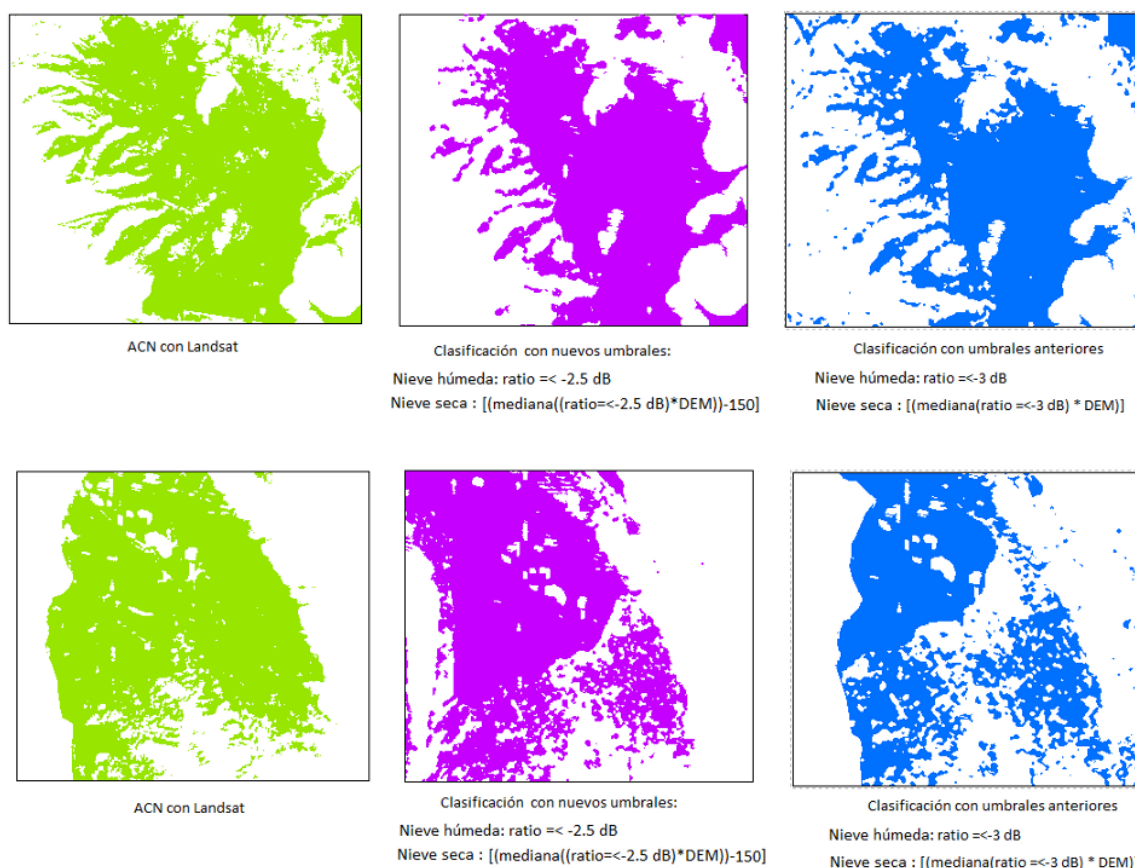 ACN con Landsat
Clasificación con nuevos umbrales:
Nieve húmeda: ratio =< -2.5 dB
Nieve seca : [(mediana((ratio=<-2.5 dB)*DEM))-150]
Clasificación con umbrales anteriores
Nieve húmeda: ratio =<-3 dB
Nieve seca : [(mediana(ratio =<-3 dB) * DEM)]
ACN con Landsat
Clasificación con nuevos umbrales:
Nieve húmeda: ratio =< -2.5 dB
Nieve seca : [(mediana((ratio=<-2.5 dB)*DEM))-150]
Clasificación con umbrales anteriores
Nieve húmeda: ratio =<-3 dB
Nieve seca : [(mediana(ratio =<-3 dB) * DEM)]